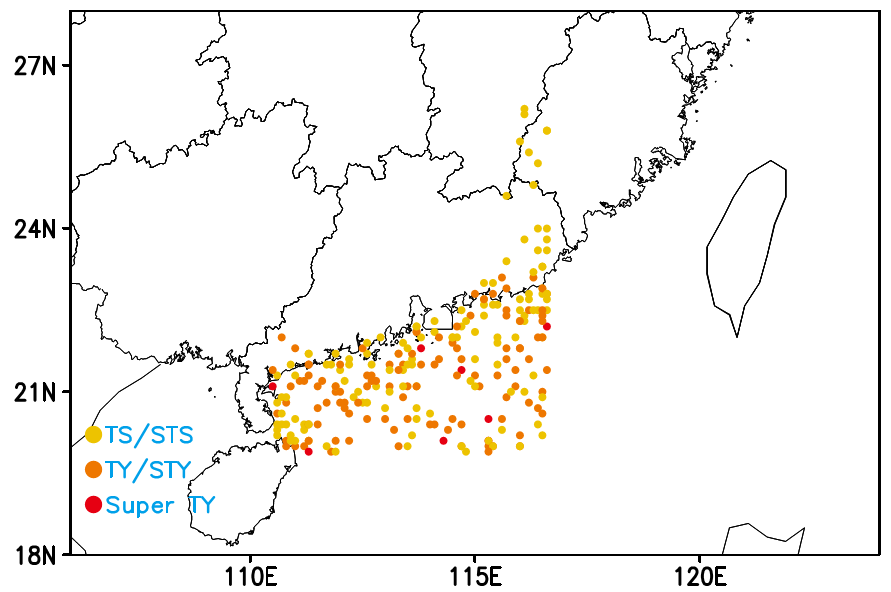 27N
24N
21N
18N
TS/STS
TY/STY
Super TY
110E 115E 120E